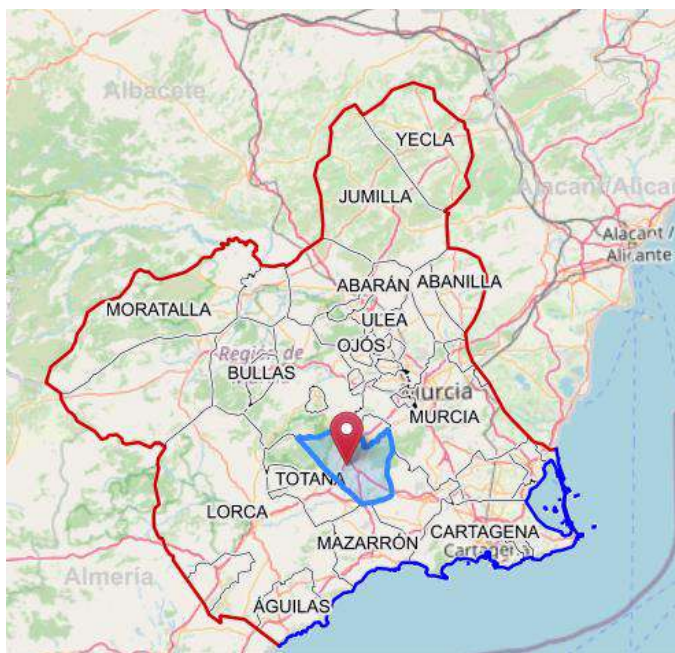 Albacete
YECLA
JUMILLA
Alacant/Alican
Alacant /
Alicante
ABARÁN
ABANILLA
MORATALLA
ULEA
OJÓS
Región de
BULLAS
Murcia
MURCIA
TOTANA
LORCA
CARTAGENA
Cartagena
MAZARRÓN
Almería
ÁGUILAS